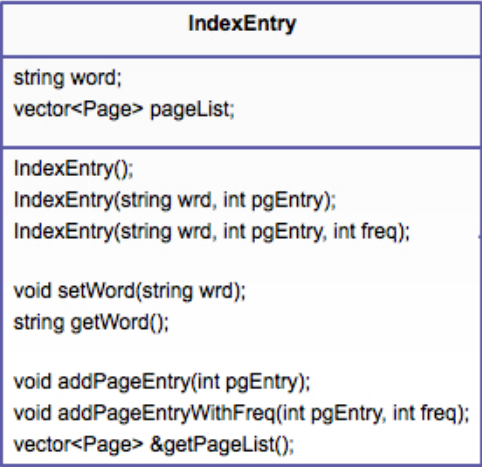 IndexEntry
string word;
vector<Page> pageList;
IndexEntry();
IndexEntry(string wrd, int pgEntry);
IndexEntry(string wrd, int pgEntry, int freq);
void setWord(string wrd);
string getWord();
void addPageEntry(int pgEntry);
void addPageEntryWithFreq(int pgEntry, int freq);
vector<Page> &getPageList();